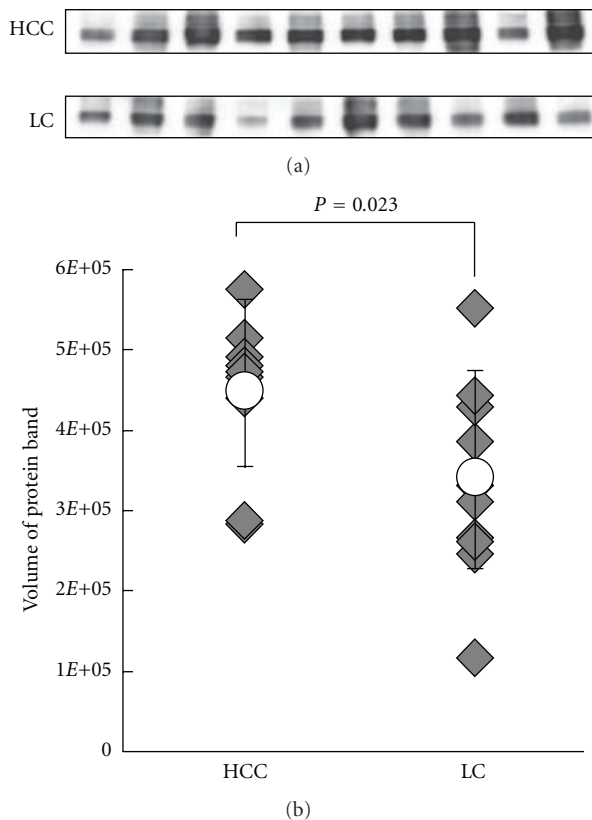 HCC
LC
(a)
P = 0.023
6E+05
5E+05
4E+05
3E+05
2E+05
1E+05
0
Volume of protein band
HCC LC
(b)